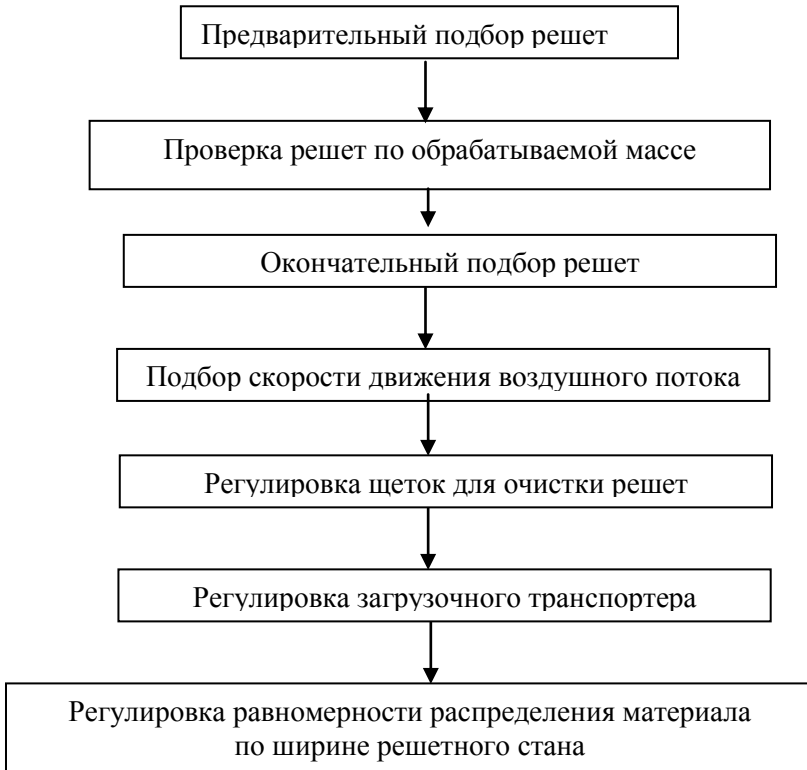 Предварительный подбор решет
Проверка решет по обрабатываемой массе
Окончательный подбор решет
Подбор скорости движения воздушного потока
Регулировка щеток для очистки решет
Регулировка загрузочного транспортера
Регулировка равномерности распределения материала
по ширине решетного стана